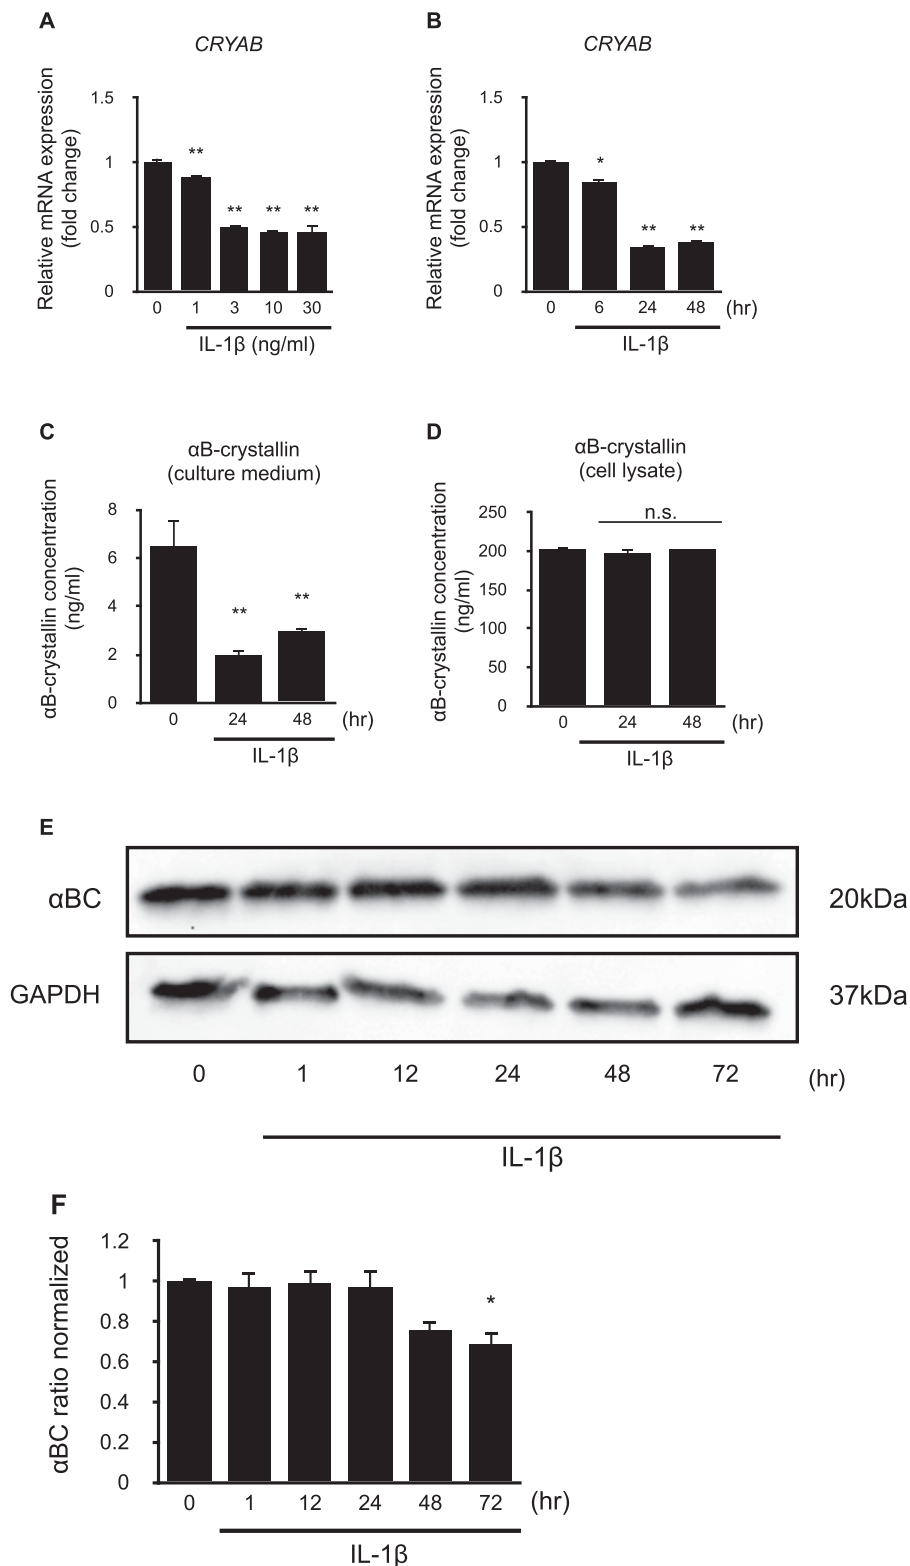 A
CRYAB
Relative mRNA expression
(fold change)
1.5
1
0.5
0
**
**
**
**
0 1 3 10 30
IL-1β (ng/ml)
B
CRYAB
Relative mRNA expression
(fold change)
1.5
1
0.5
0
*
**
**
0 6 24 48 (hr)
IL-1β
C
αB-crystallin
(culture medium)
αB-crystallin concentration
(ng/ml)
8
6
4
2
0
**
**
0 24 48 (hr)
IL-1β
D
αB-crystallin
(cell lysate)
αB-crystallin concentration
(ng/ml)
250
200
150
100
50
0
n.s.
0 24 48 (hr)
IL-1β
E
αBC 20kDa
GAPDH 37kDa
0 1 12 24 48 72 (hr)
IL-1β
F
αBC ratio normalized
1.2
1
0.8
0.6
0.4
0.2
0
*
0 1 12 24 48 72 (hr)
IL-1β